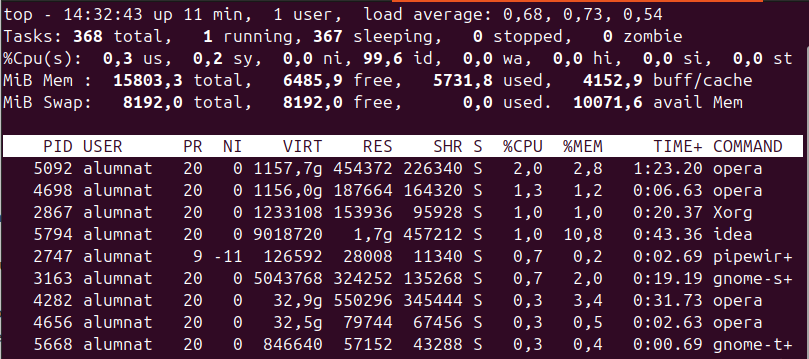 top - 14:32:43 up 11 min,  1 user,  load average: 0,68, 0,73, 0,54
Tasks: 368 total,   1 running, 367 sleeping,   0 stopped,   0 zombie
%Cpu(s):  0,3 us,  0,2 sy,  0,0 ni, 99,6 id,  0,0 wa,  0,0 hi,  0,0 si,  0,0 st
MiB Mem :  15803,3 total,   6485,9 free,   5731,8 used,   4152,9 buff/cache
MiB Swap:   8192,0 total,   8192,0 free,      0,0 used.  10071,6 avail Mem
PID USER      PR  NI    VIRT    RES    SHR S  %CPU  %MEM     TIME+ COMMAND
5092 alumnat   20   0 1157,7g 454372 226340 S   2,0   2,8   1:23.20 opera
4698 alumnat   20   0 1156,0g 187664 164320 S   1,3   1,2   0:06.63 opera
2867 alumnat   20   0 1233108 153936  95928 S   1,0   1,0   0:20.37 Xorg
5794 alumnat   20   0 9018720   1,7g 457212 S   1,0  10,8   0:43.36 idea
2747 alumnat    9 -11  126592  28008  11340 S   0,7   0,2   0:02.69 pipewir+
3163 alumnat   20   0 5043768 324252 135268 S   0,7   2,0   0:19.19 gnome-s+
4282 alumnat   20   0   32,9g 550296 345444 S   0,3   3,4   0:31.73 opera
4656 alumnat   20   0   32,5g  79744  67456 S   0,3   0,5   0:02.63 opera
5668 alumnat   20   0  846640  57152  43288 S   0,3   0,4   0:00.69 gnome-t+